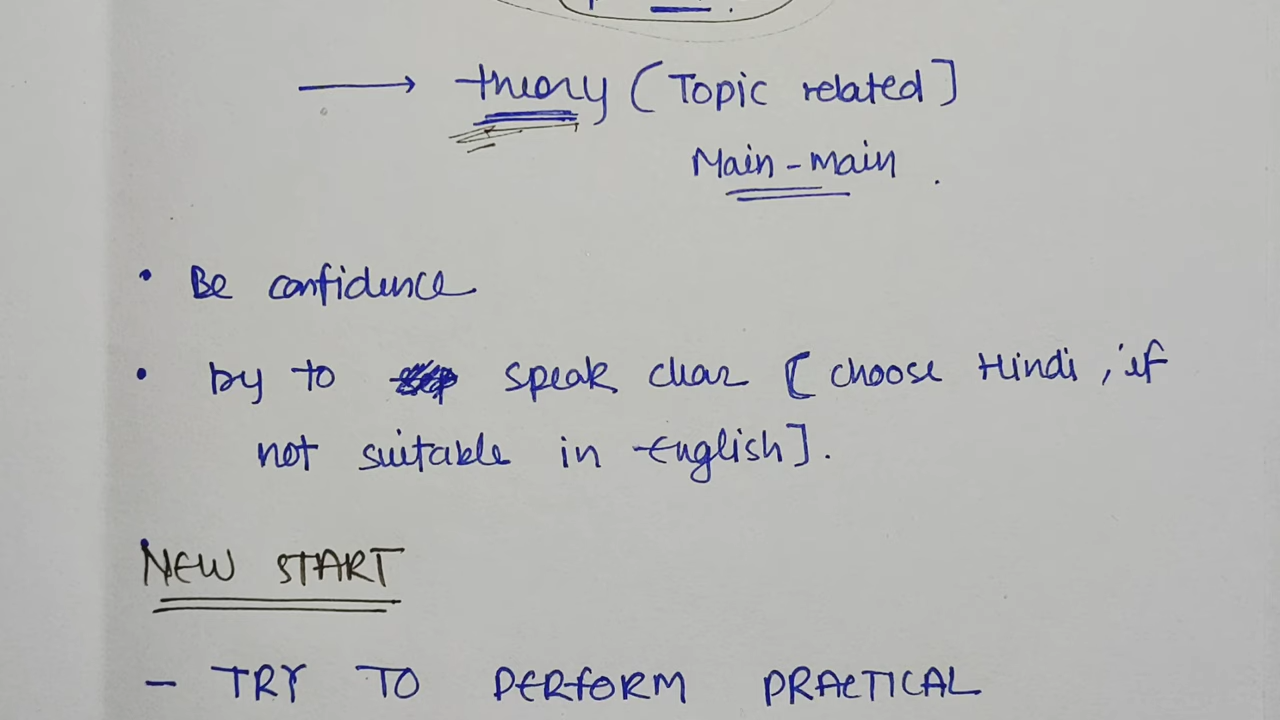 → theory (Topic related]
Main-main.
• Be confidence
• try to speak clear [choose Hindi, if
not suitable in English].
NEW START
- TRY TO PERFORM PRACTICAL